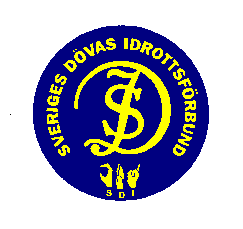 SVERIGES DÖVAS IDROTTSFÖRBUND
SDI
S D I